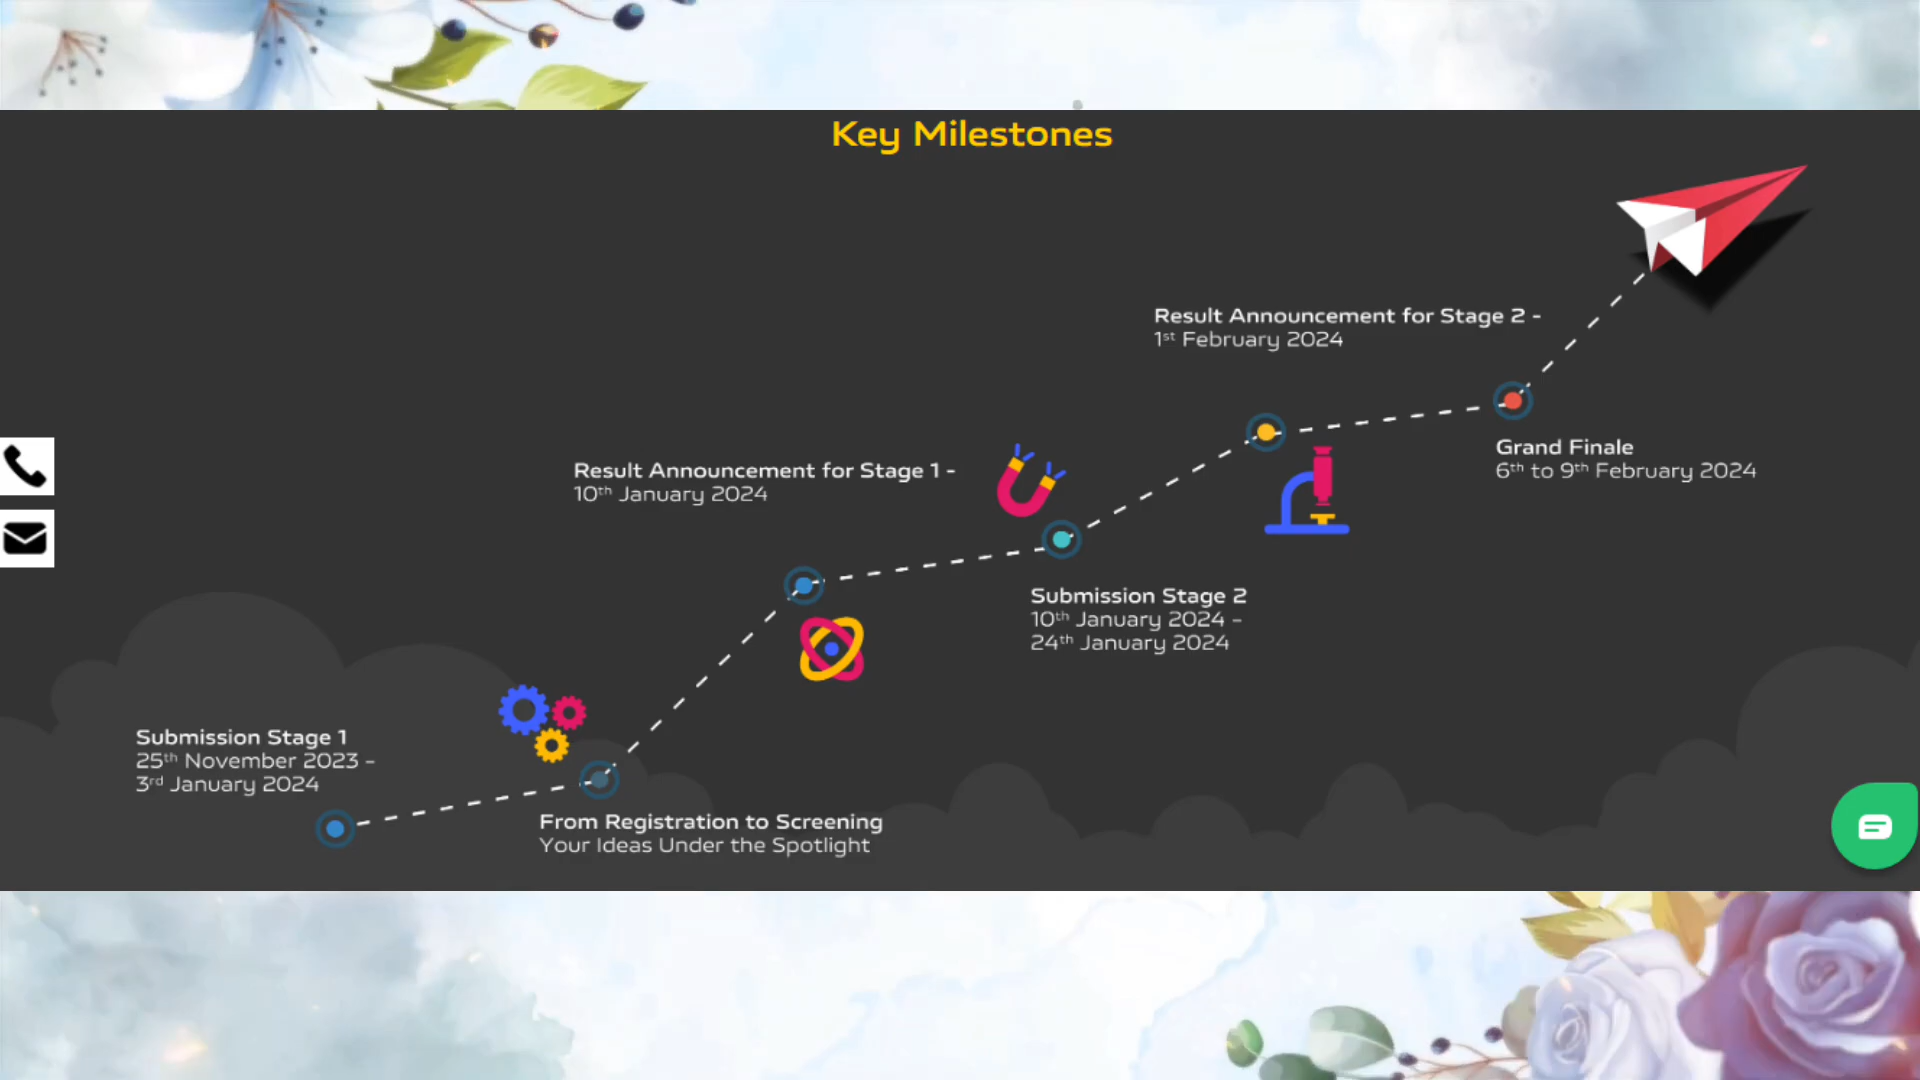 Key Milestones
Submission Stage 1
25th November 2023 –
3rd January 2024
From Registration to Screening
Your Ideas Under the Spotlight
Result Announcement for Stage 1 -
10th January 2024
Submission Stage 2
10th January 2024 –
24th January 2024
Result Announcement for Stage 2 -
1st February 2024
Grand Finale
6th to 9th February 2024